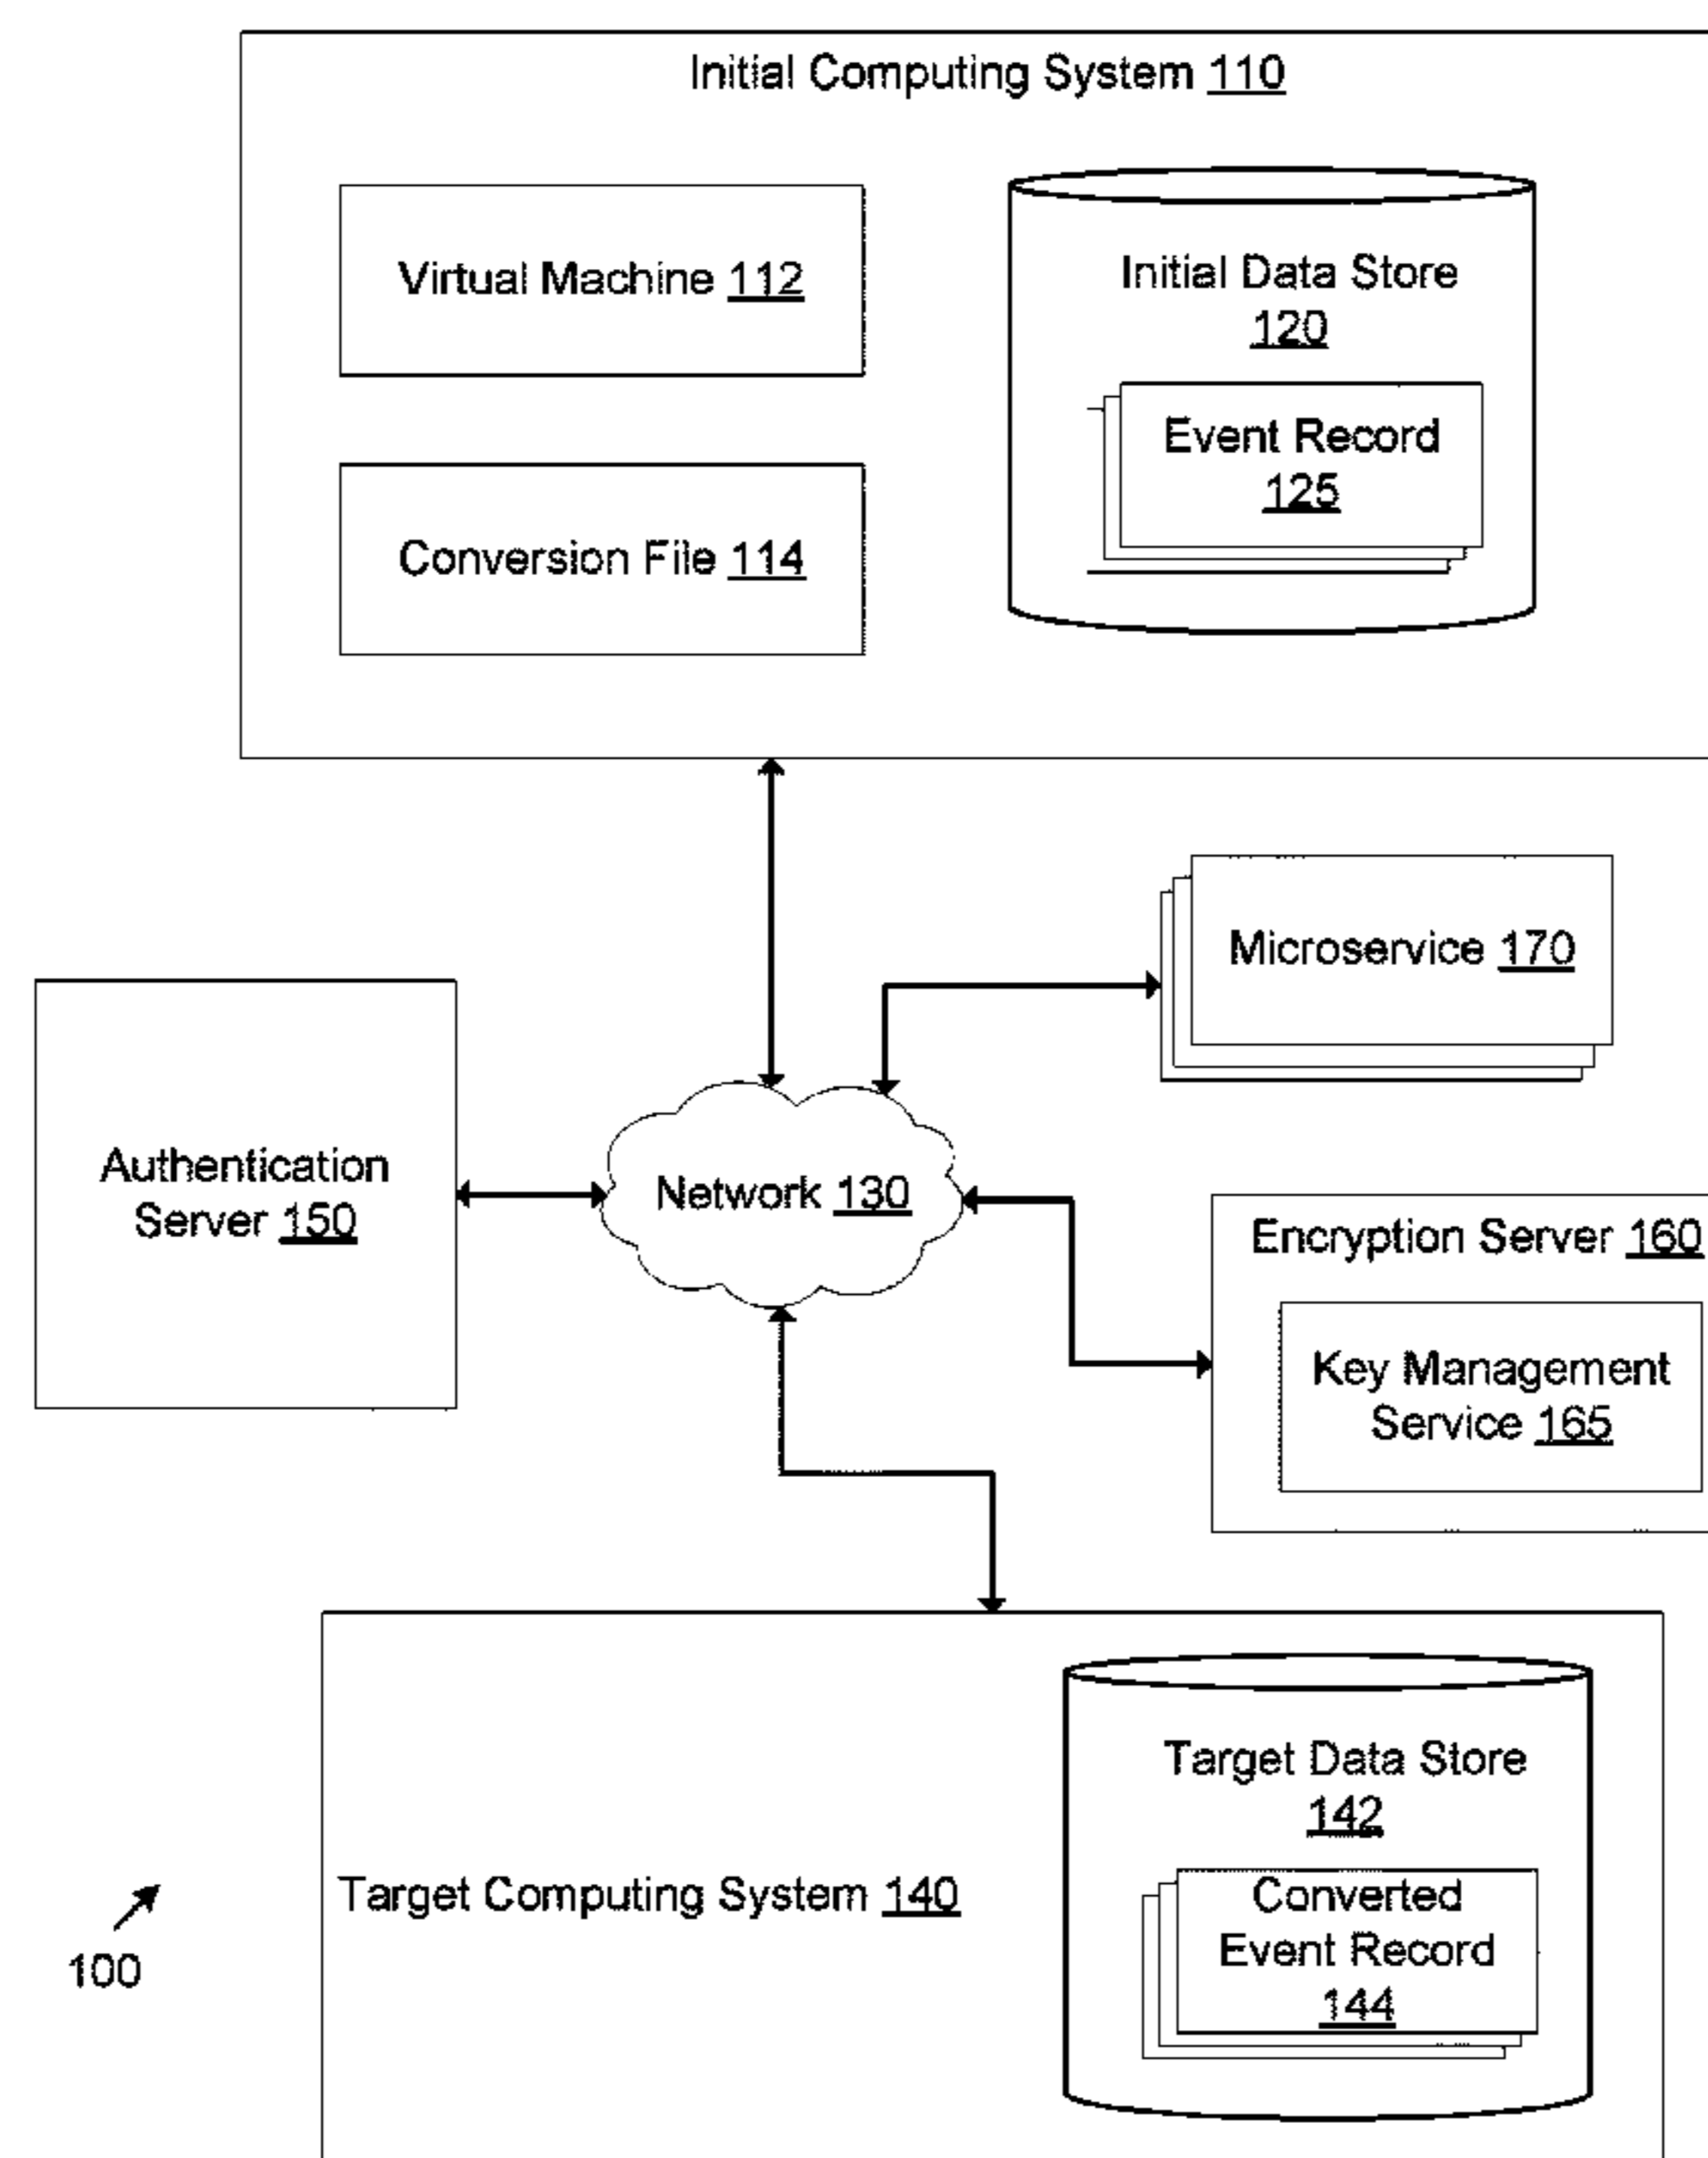 Initial Computing System 110
Virtual Machine 112
Initial Data Store
120
Event Record
125
Conversion File 114
Microservice 170
Authentication
Server 150
Network 130
Encryption Server 160
Key Management
Service 165
Target Data Store
142
Target Computing System 140
Converted
Event Record
144
100